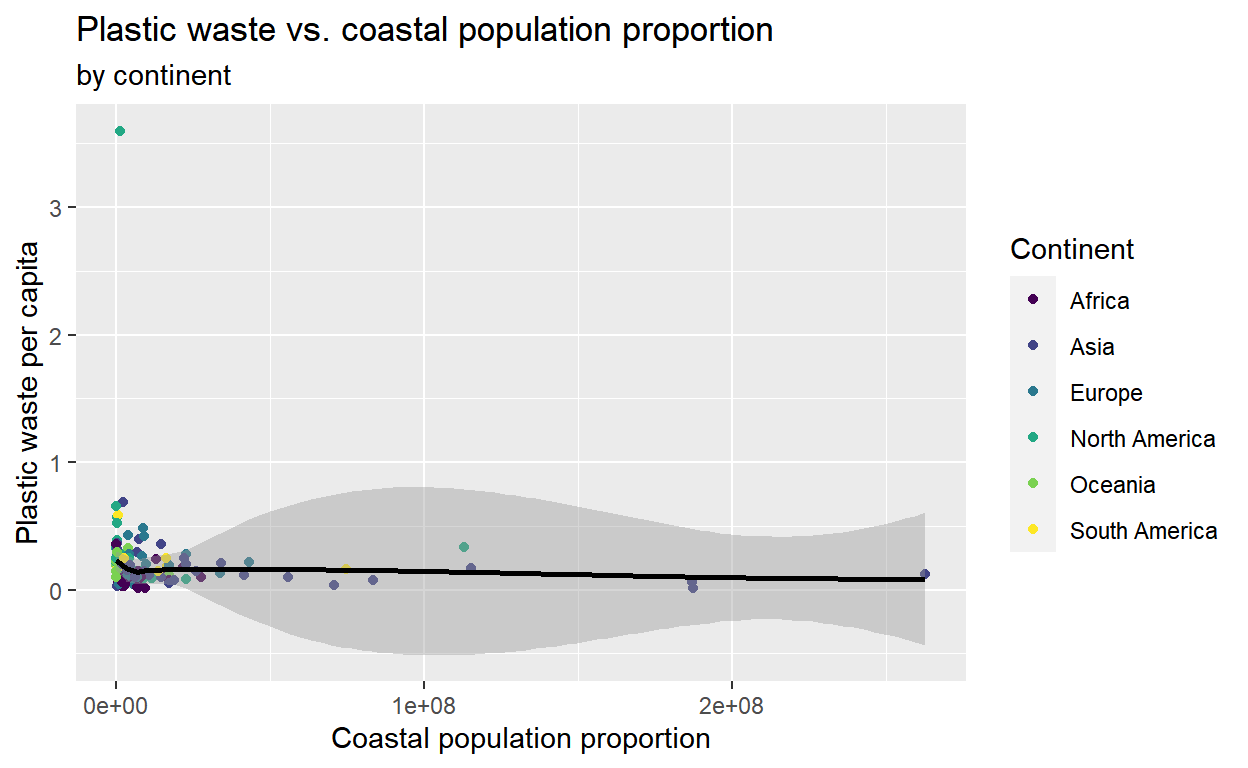 Plastic waste vs. coastal population proportion
by continent
Plastic waste per capita
3
2
1
0
0e+00 1e+08 2e+08
Coastal population proportion
Continent
Africa
Asia
Europe
North America
Oceania
South America